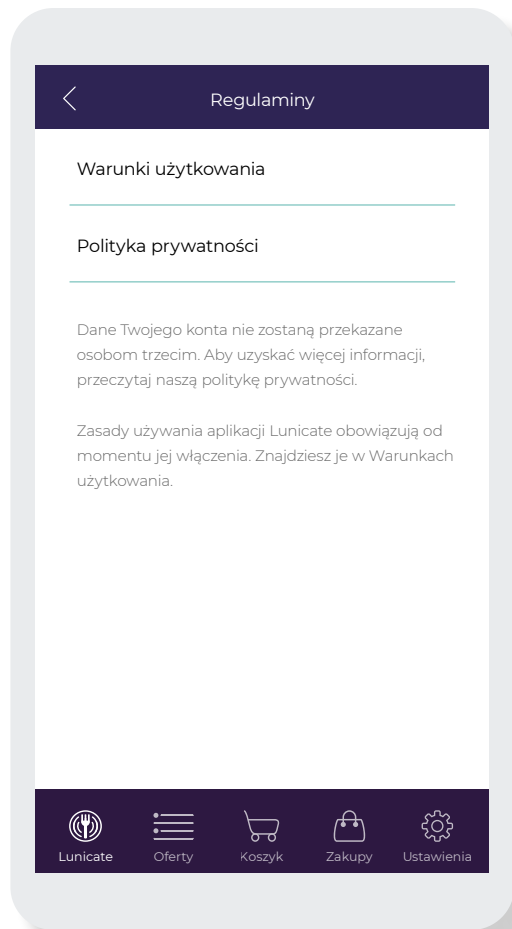 Regulaminy
Warunki użytkowania
Polityka prywatności
Dane Twojego konta nie zostaną przekazane
osobom trzecim. Aby uzyskać więcej informacji,
przeczytaj naszą politykę prywatności.
Zasady używania aplikacji Lunicate obowiązują od
momentu jej włączenia. Znajdziesz je w Warunkach
użytkowania.
Lunicate Oferty Koszyk Zakupy Ustawienia